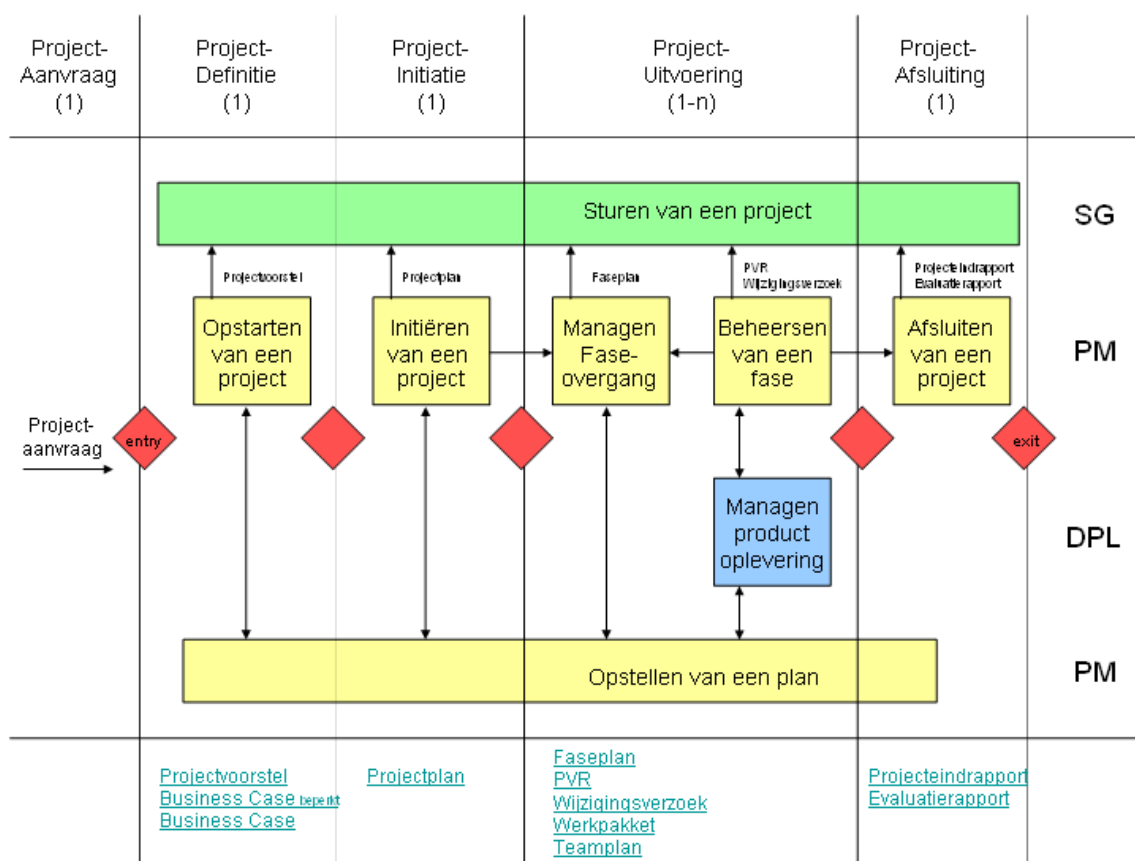 Project-
Aanvraag
(1)
Project-
Definitie
(1)
Project-
Initiatie
(1)
Project-
Uitvoering
(1-n)
Project-
Afsluiting
(1)
Sturen van een project
SG
Projectvoorstel
Projectplan
Faseplan
PVR
Wijzigingsverzoek
Projecteindrapport
Evaluatierapport
Opstarten
van een
project
Initiëren
van een
project
Managen
Fase-
overgang
Beheersen
van een
fase
Afsluiten
van een
project
PM
Project-
aanvraag
entry
exit
Managen
product
oplevering
DPL
Opstellen van een plan
PM
Projectvoorstel
Business Case beperkt
Business Case
Projectplan
Faseplan
PVR
Wijzigingsverzoek
Werkpakket
Teamplan
Projecteindrapport
Evaluatierapport